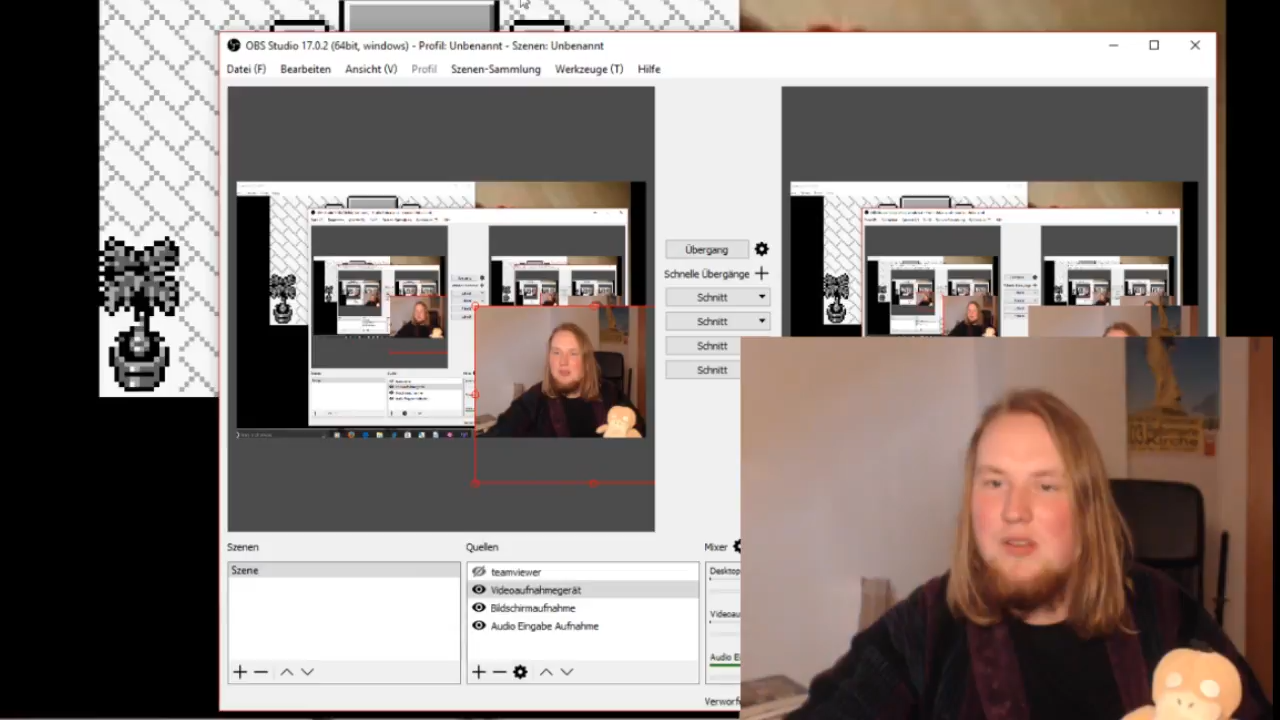 OBS Studio 17.0.2 (64bit, windows) - Profil: Unbenannt - Szenen: Unbenannt
Datei (F) Bearbeiten Ansicht (V) Profil Szenen-Sammlung Werkzeuge (T) Hilfe
Übergang
Schnelle Übergänge
Schnitt
Schnitt
Schnitt
Schnitt
Szenen
Szene
Quellen
teamviewer
Videoaufnahmegerät
Bildschirmaufnahme
Audio Eingabe Aufnahme
Mixer
Desktop
Videoau
Audio Ei
Verworf
Kirche